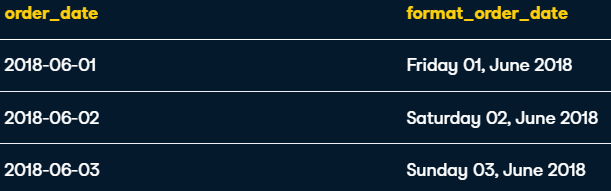 order_date format_order_date
2018-06-01 Friday 01, June 2018
2018-06-02 Saturday 02, June 2018
2018-06-03 Sunday 03, June 2018